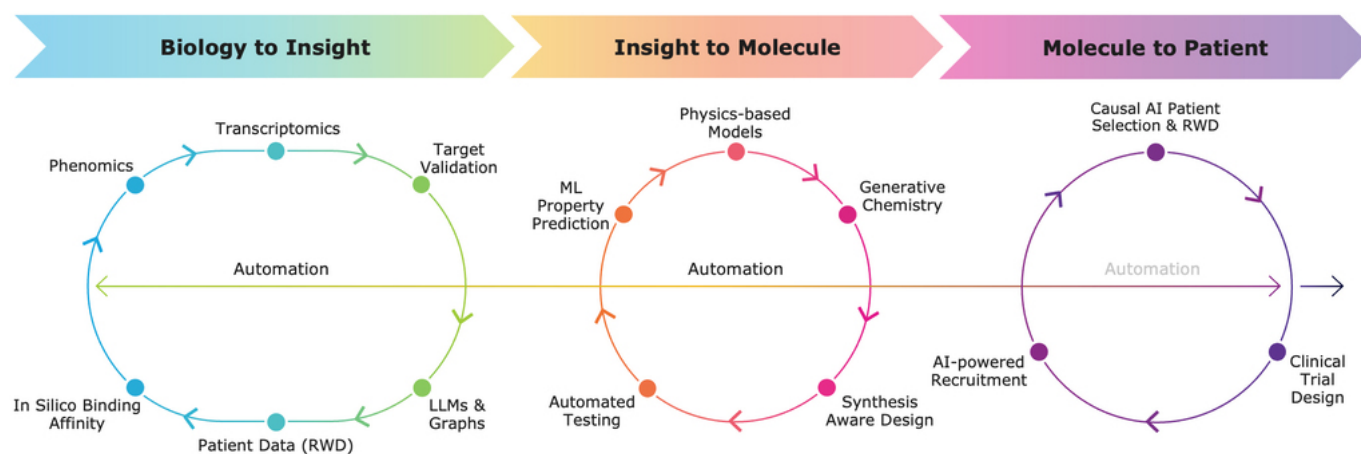 Biology to Insight
Insight to Molecule
Molecule to Patient
Transcriptomics
Phenomics
Target
Validation
Automation
In Silico Binding
Affinity
Patient Data (RWD)
LLMs &
Graphs
Physics-based
Models
ML
Property
Prediction
Generative
Chemistry
Automation
Automated
Testing
Synthesis
Aware Design
Causal AI Patient
Selection & RWD
Automation
AI-powered
Recruitment
Clinical
Trial
Design